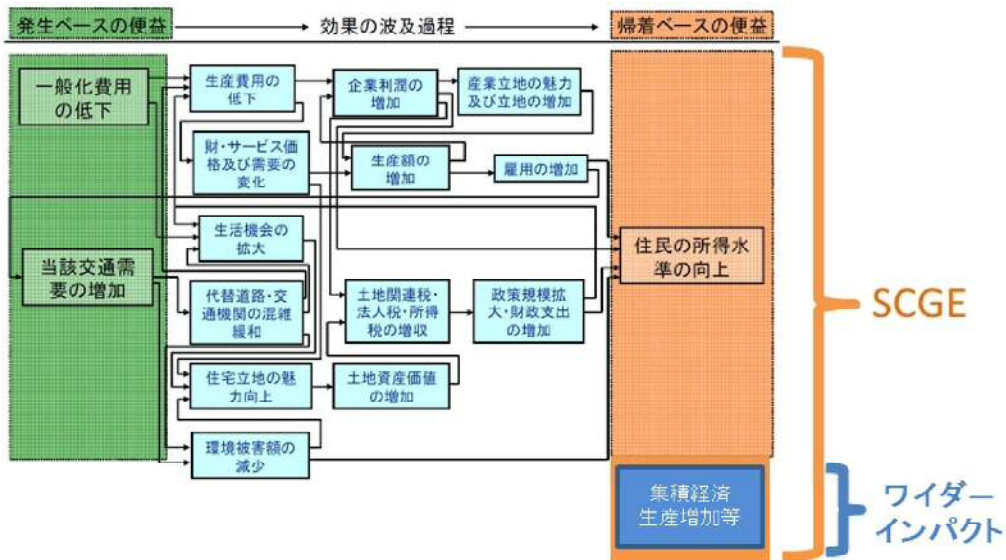 発生ベースの便益
効果の波及過程
帰着ベースの便益
一般化費用
の低下
生産費用の
低下
企業利潤の
増加
産業立地の魅力
及び立地の増加
財・サービス価
格及び需要の
変化
生産額の
増加
雇用の増加
生活機会の
拡大
当該交通需
要の増加
代替道路・交
通機関の混雑
緩和
土地関連税・
法人税・所得
税の増収
政策規模拡
大・財政支出
の増加
住民の所得水
準の向上
住宅立地の魅
力向上
土地資産価値
の増加
環境被害額の
減少
SCGE
集積経済
生産増加等
ワイダー
インパクト